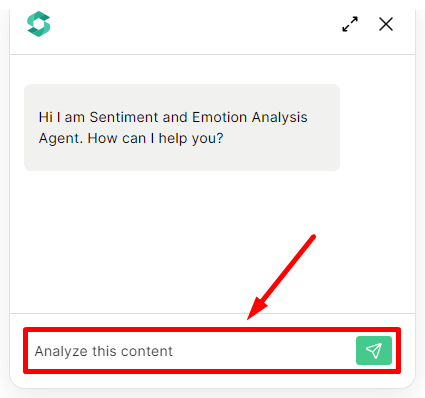 Hi I am Sentiment and Emotion Analysis
Agent. How can I help you?
Analyze this content